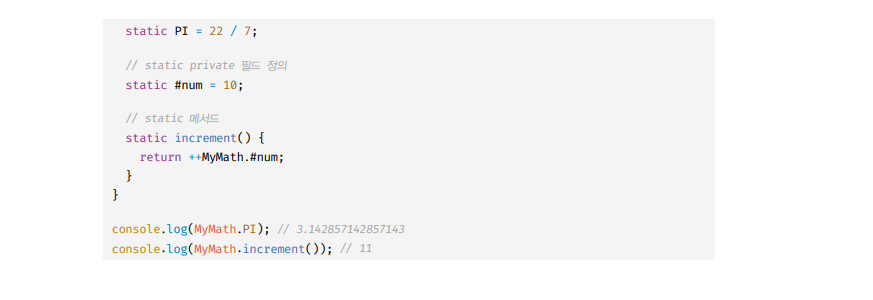 static PI = 22 / 7;
// static private 필드 정의
static #num = 10;
// static 메서드
static increment() {
return ++MyMath.#num;
}
}
console.log(MyMath.PI); // 3.142857142857143
console.log(MyMath.increment()); // 11